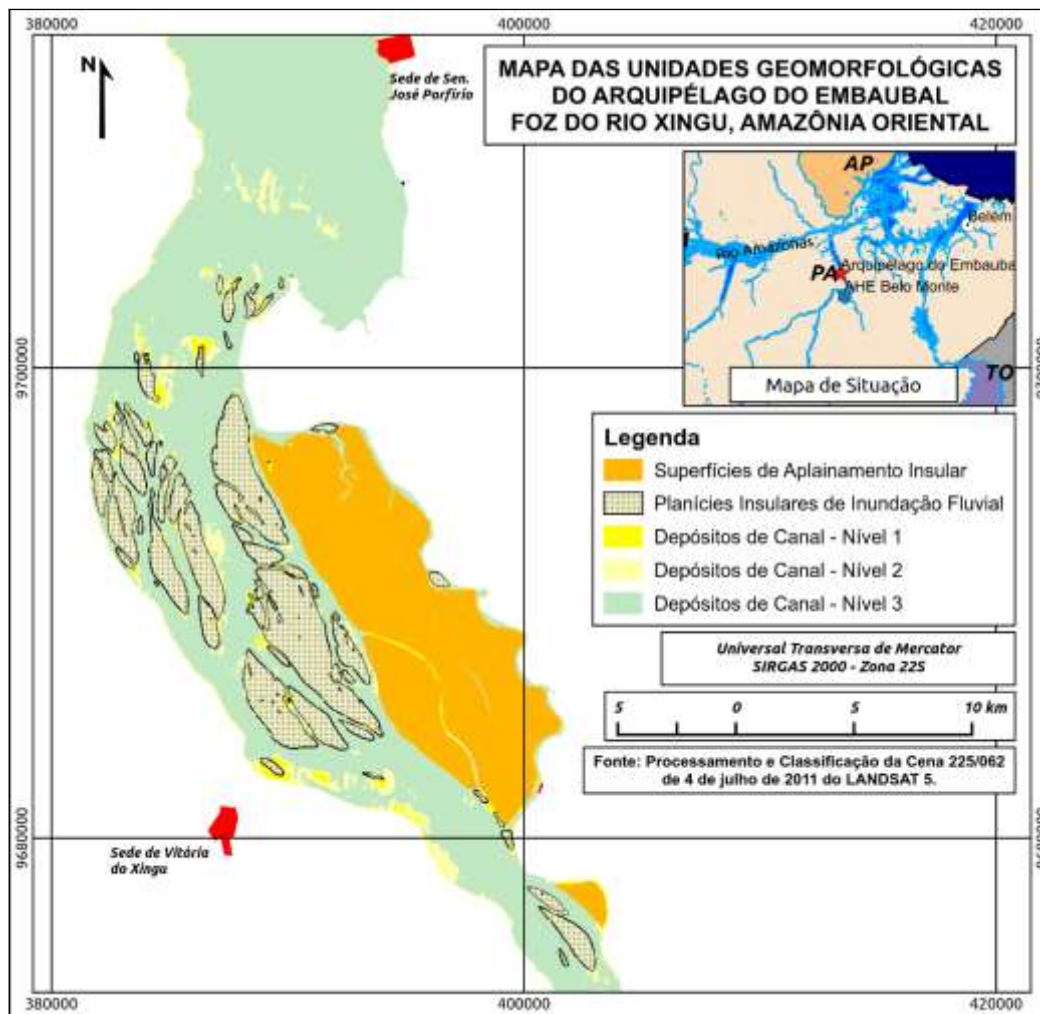 380000
400000
420000
N
Sede de Sen.
José Porfírio
MAPA DAS UNIDADES GEOMORFOLÓGICAS
DO ARQUIPÉLAGO DO EMBAUBAL
FOZ DO RIO XINGU, AMAZÔNIA ORIENTAL
AP
Belém
Rio Amazonas
PA
Arquipélago do Embauba
AHE Belo Monte
TO
Mapa de Situação
9700000
9700000
Legenda
Superfícies de Aplainamento Insular
Planícies Insulares de Inundação Fluvial
Depósitos de Canal - Nível 1
Depósitos de Canal - Nível 2
Depósitos de Canal - Nível 3
Universal Transversa de Mercator
SIRGAS 2000 - Zona 22S
5 0 5 10 km
Fonte: Processamento e Classificação da Cena 225/062
de 4 de julho de 2011 do LANDSAT 5.
9680000
9680000
Sede de Vitória
do Xingu
380000
400000
420000